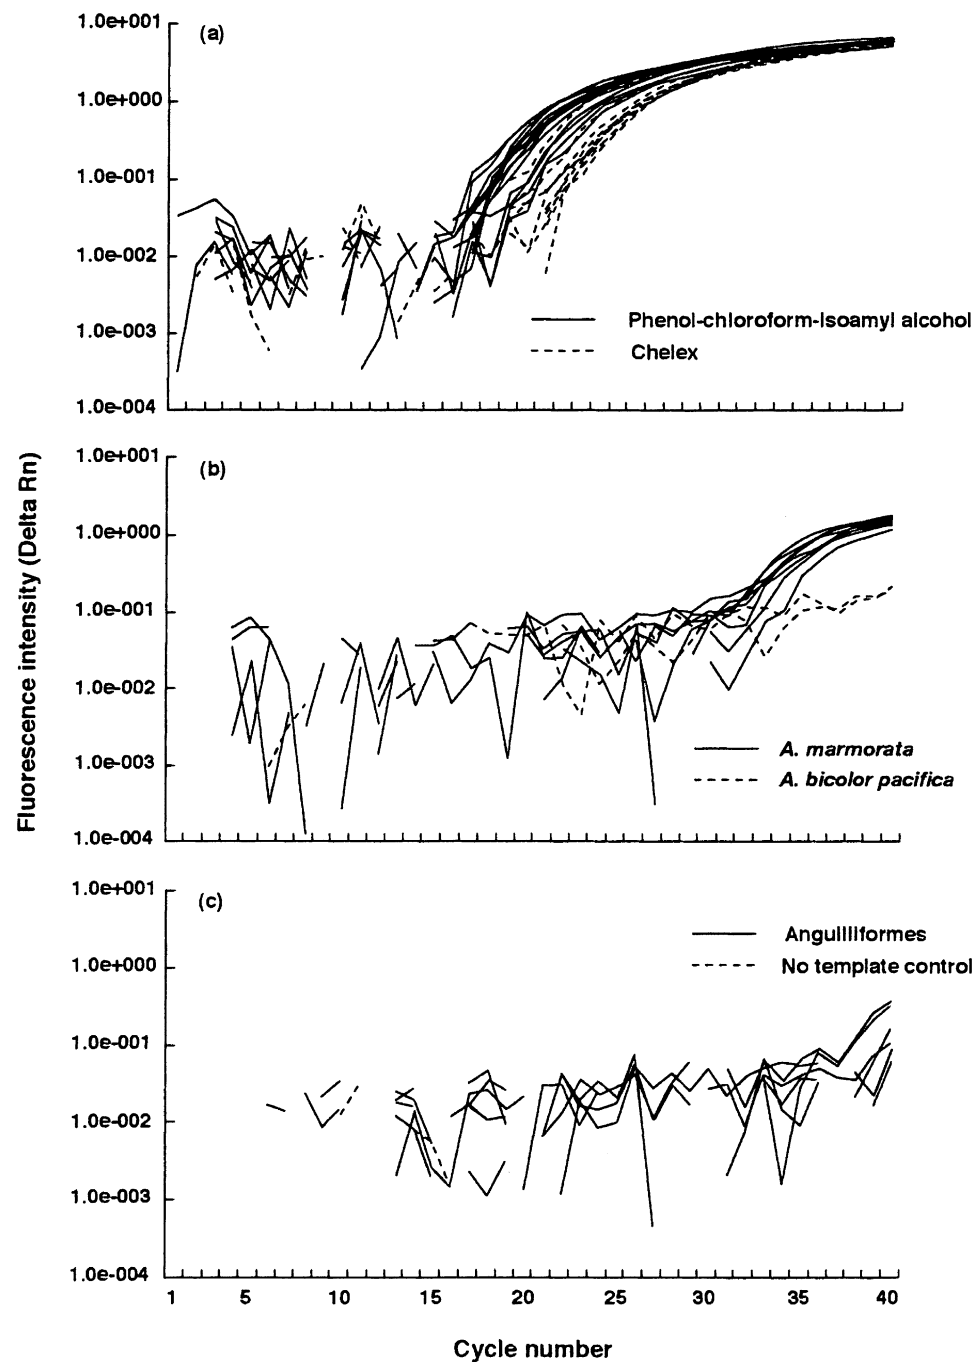 (a)
1.0e+001
1.0e+000
1.0e-001
1.0e-002
1.0e-003
1.0e-004
Phenol-chloroform-isoamyl alcohol
Chelex
Fluorescence intensity (Delta Rn)
(b)
1.0e+001
1.0e+000
1.0e-001
1.0e-002
1.0e-003
1.0e-004
A. marmorata
A. bicolor pacifica
(c)
1.0e+001
1.0e+000
1.0e-001
1.0e-002
1.0e-003
1.0e-004
Anguilliformes
No template control
1 5 10 15 20 25 30 35 40
Cycle number